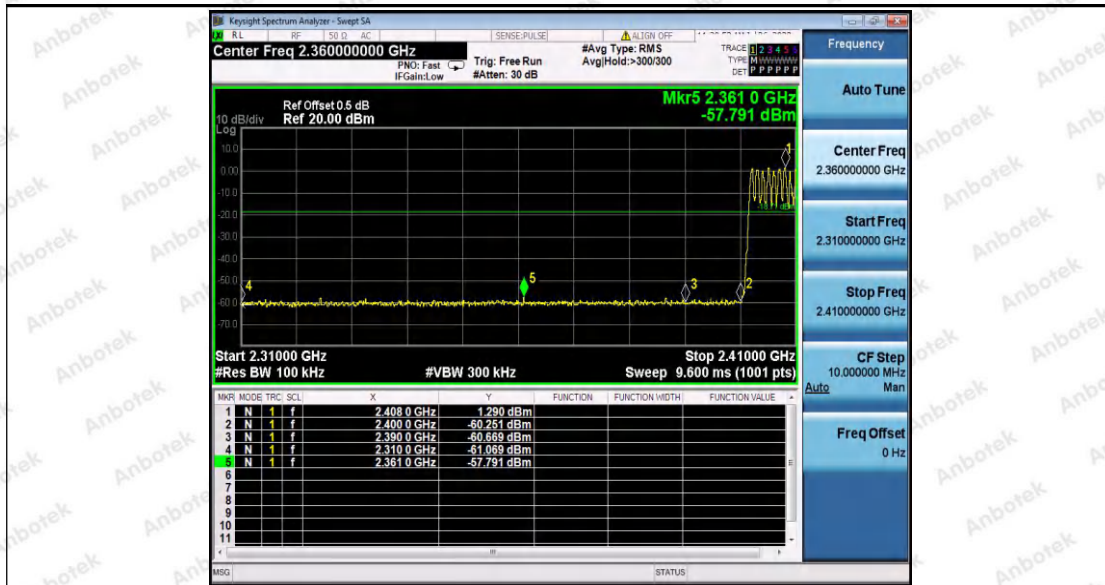 Keysight Spectrum Analyzer - Swept SA
RL RF 50 Ω AC SENSE:PULSE ALIGN OFF
Center Freq 2.360000000 GHz
PNO: Fast
IFGain:Low
Trig: Free Run
#Atten: 30 dB
#Avg Type: RMS
Avg|Hold:>300/300
TRACE 1 2 3 4 5 6
TYPE M WWWWW
DET P P P P P P
Mkr5 2.361 0 GHz
-57.791 dBm
Ref Offset 0.5 dB
10 dB/div Ref 20.00 dBm
Log
10.0
0.00
-10.0
-20.0
-30.0
-40.0
-50.0
-60.0
-70.0
1
2
3
4
5
Start 2.31000 GHz Stop 2.41000 GHz
#Res BW 100 kHz #VBW 300 kHz Sweep 9.600 ms (1001 pts)
MKR MODE TRC SCL X Y FUNCTION FUNCTION WIDTH FUNCTION VALUE
1 N 1 f 2.408 0 GHz 1.290 dBm
2 N 1 f 2.400 0 GHz -60.251 dBm
3 N 1 f 2.390 0 GHz -60.669 dBm
4 N 1 f 2.310 0 GHz -61.069 dBm
5 N 1 f 2.361 0 GHz -57.791 dBm
6
7
8
9
10
11
MSG STATUS
Frequency
Auto Tune
Center Freq
2.360000000 GHz
Start Freq
2.310000000 GHz
Stop Freq
2.410000000 GHz
CF Step
10.000000 MHz
Auto Man
Freq Offset
0 Hz
Anbotek